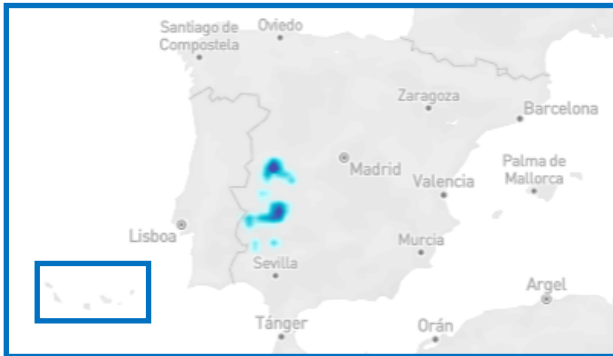 Santiago de
Compostela
Oviedo
Zaragoza
Barcelona
Madrid
Palma de
Mallorca
Valencia
Lisboa
Murcia
Sevilla
Argel
Tánger
Orán